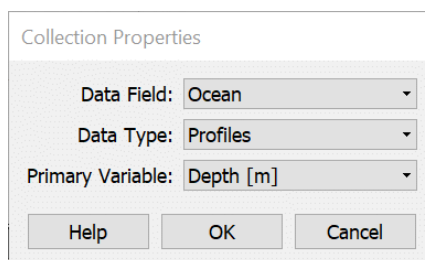 Collection Properties
Data Field: Ocean
Data Type: Profiles
Primary Variable: Depth [m]
Help OK Cancel